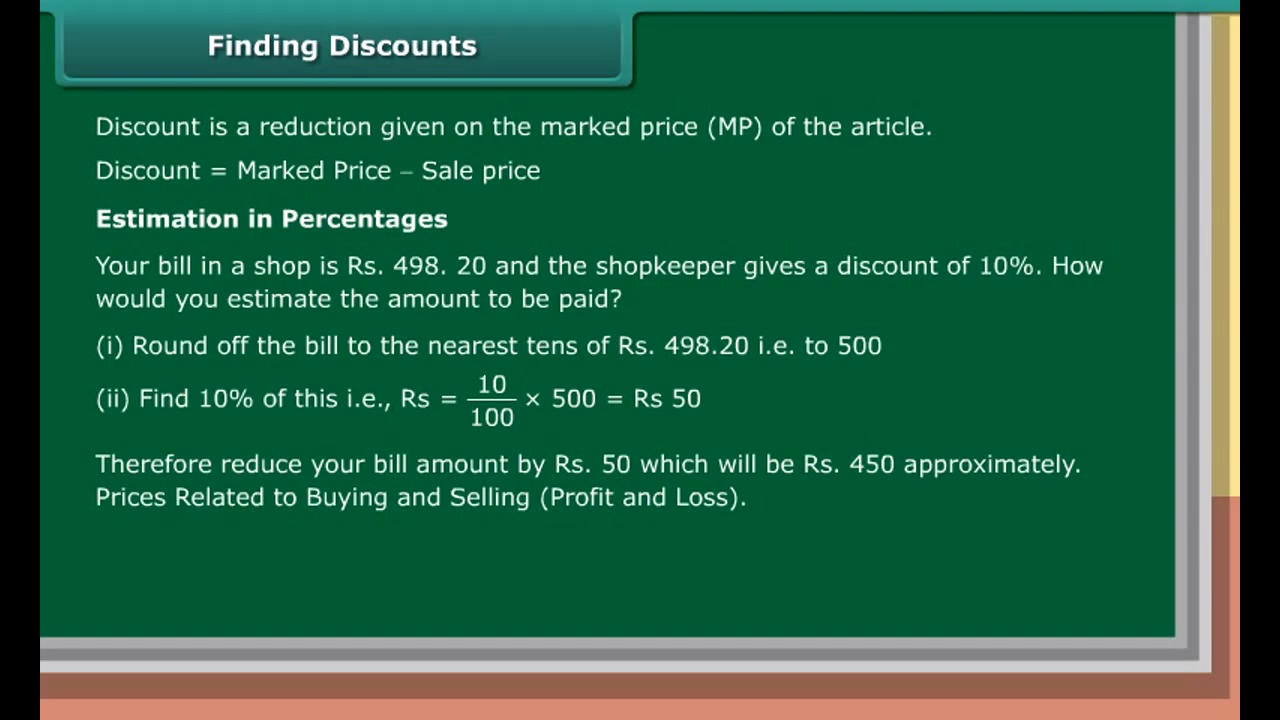 Finding Discounts
Discount is a reduction given on the marked price (MP) of the article.
Discount = Marked Price – Sale price
Estimation in Percentages
Your bill in a shop is Rs. 498. 20 and the shopkeeper gives a discount of 10%. How
would you estimate the amount to be paid?
(i) Round off the bill to the nearest tens of Rs. 498.20 i.e. to 500
(ii) Find 10% of this i.e., Rs = 10/100 × 500 = Rs 50
Therefore reduce your bill amount by Rs. 50 which will be Rs. 450 approximately.
Prices Related to Buying and Selling (Profit and Loss).